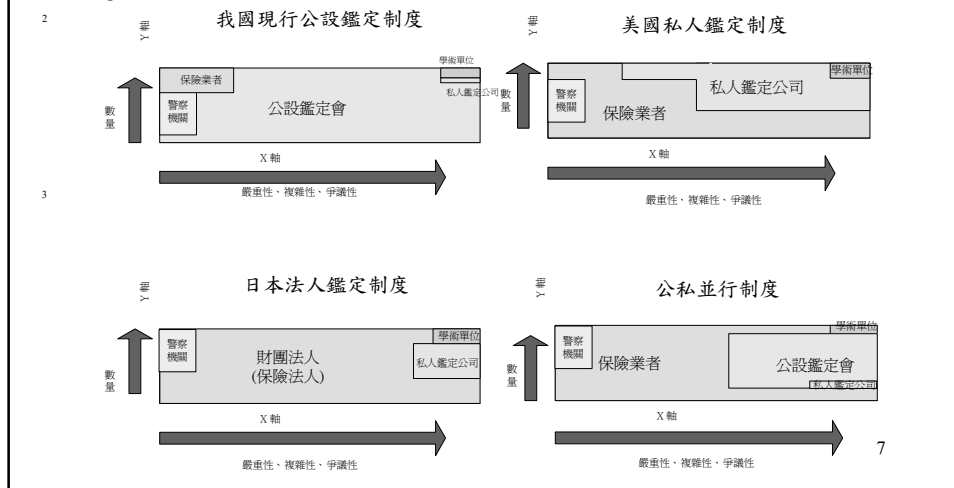 2
我國現行公設鑑定制度
Y 軸
數量
保險業者
警察
機關
公設鑑定會
學術單位
私人鑑定公司
X 軸
嚴重性、複雜性、爭議性
美國私人鑑定制度
Y 軸
數量
警察
機關
保險業者
私人鑑定公司
學術單位
X 軸
嚴重性、複雜性、爭議性
3
日本法人鑑定制度
Y 軸
數量
警察
機關
財團法人
(保險法人)
學術單位
私人鑑定公司
X 軸
嚴重性、複雜性、爭議性
公私並行制度
Y 軸
數量
警察
機關
保險業者
學術單位
公設鑑定會
私人鑑定公司
X 軸
嚴重性、複雜性、爭議性
7